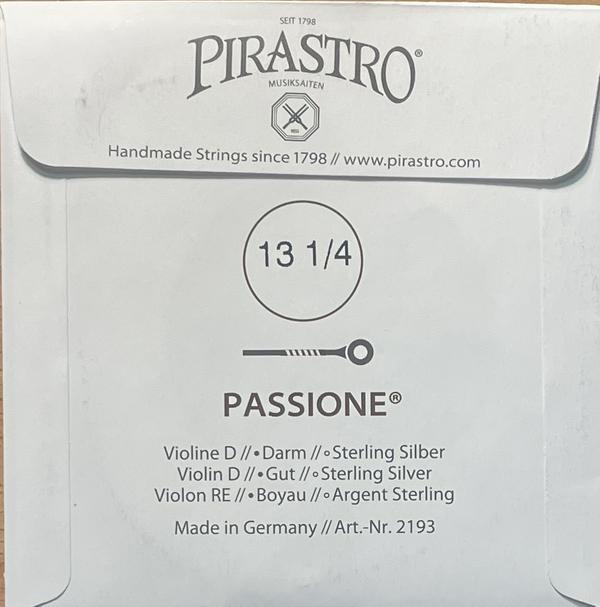 SEIT 1798
PIRASTRO®
MUSIKSAITEN
Handmade Strings since 1798 // www.pirastro.com
13 1/4
PASSIONE®
Violine D //•Darm //∘Sterling Silber
Violin D //•Gut //∘Sterling Silver
Violon RE //•Boyau //∘Argent Sterling
Made in Germany // Art.-Nr. 2193